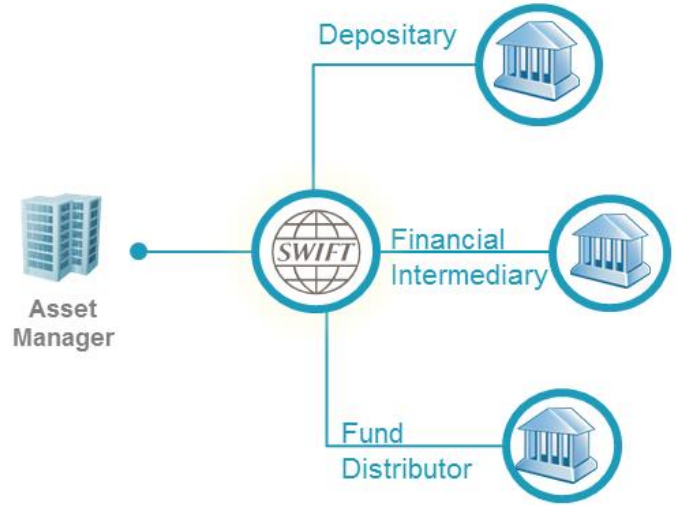 Depositary
SWIFT
Financial
Intermediary
Asset
Manager
Fund
Distributor